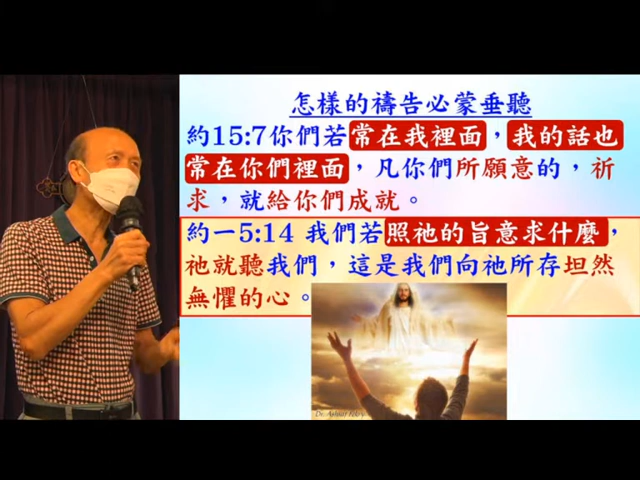 怎樣的禱告必蒙垂聽
約15:7你們若常在我裡面，我的話也
常在你們裡面，凡你們所願意的，祈
求，就給你們成就。
約一5:14 我們若照祂的旨意求什麼，
祂就聽我們，這是我們向祂所存坦然
無懼的心。